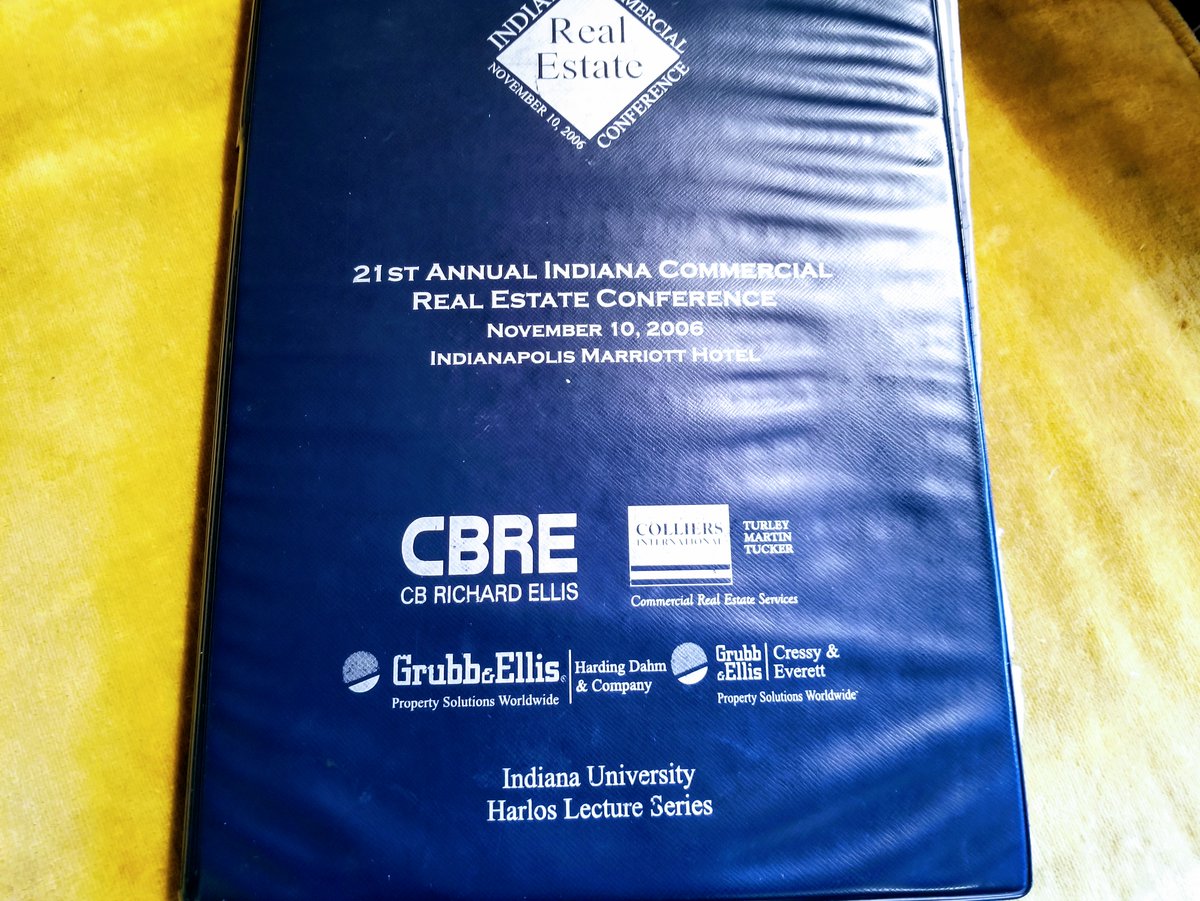 INDIANA COMMERCIAL
Real
Estate
NOVEMBER 10, 2006
CONFERENCE
21ST ANNUAL INDIANA COMMERCIAL
REAL ESTATE CONFERENCE
NOVEMBER 10, 2006
INDIANAPOLIS MARRIOTT HOTEL
CBRE
CB RICHARD ELLIS
COLLIERS
INTERNATIONAL
TURLEY
MARTIN
TUCKER
Commercial Real Estate Services
Grubb&Ellis®
Property Solutions Worldwide
Harding Dahm
& Company
Grubb
&Ellis
Cressy &
Everett
Property Solutions Worldwide™
Indiana University
Harlos Lecture Series